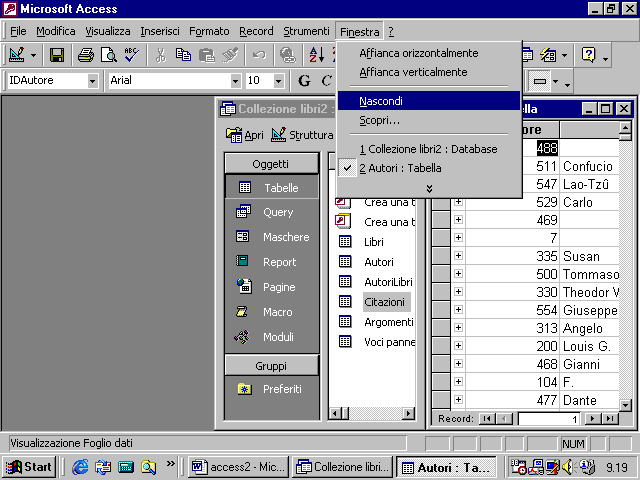 Microsoft Access
File Modifica Visualizza Inserisci Formato Record Strumenti Finestra ?
IDAutore Arial 10 G C
Affianca orizzontalmente
Affianca verticalmente
Nascondi
Scopri...
1 Collezione libri2 : Database
2 Autori : Tabella
Collezione libri2 :
Apri Struttura
Oggetti
Tabelle
Query
Maschere
Report
Pagine
Macro
Moduli
Gruppi
Preferiti
Crea una t
Crea una t
Libri
Autori
AutoriLibri
Citazioni
Argomenti
Voci panne
ella
ore
488
511 Confucio
547 Lao-Tzû
529 Carlo
469
7
335 Susan
500 Tommaso
330 Theodor V
554 Giuseppe
313 Angelo
200 Louis G.
468 Gianni
104 F.
477 Dante
Record: 1
Visualizzazione Foglio dati NUM
Start » access2 - Mic... Collezione libri... Autori : Ta... 9.19